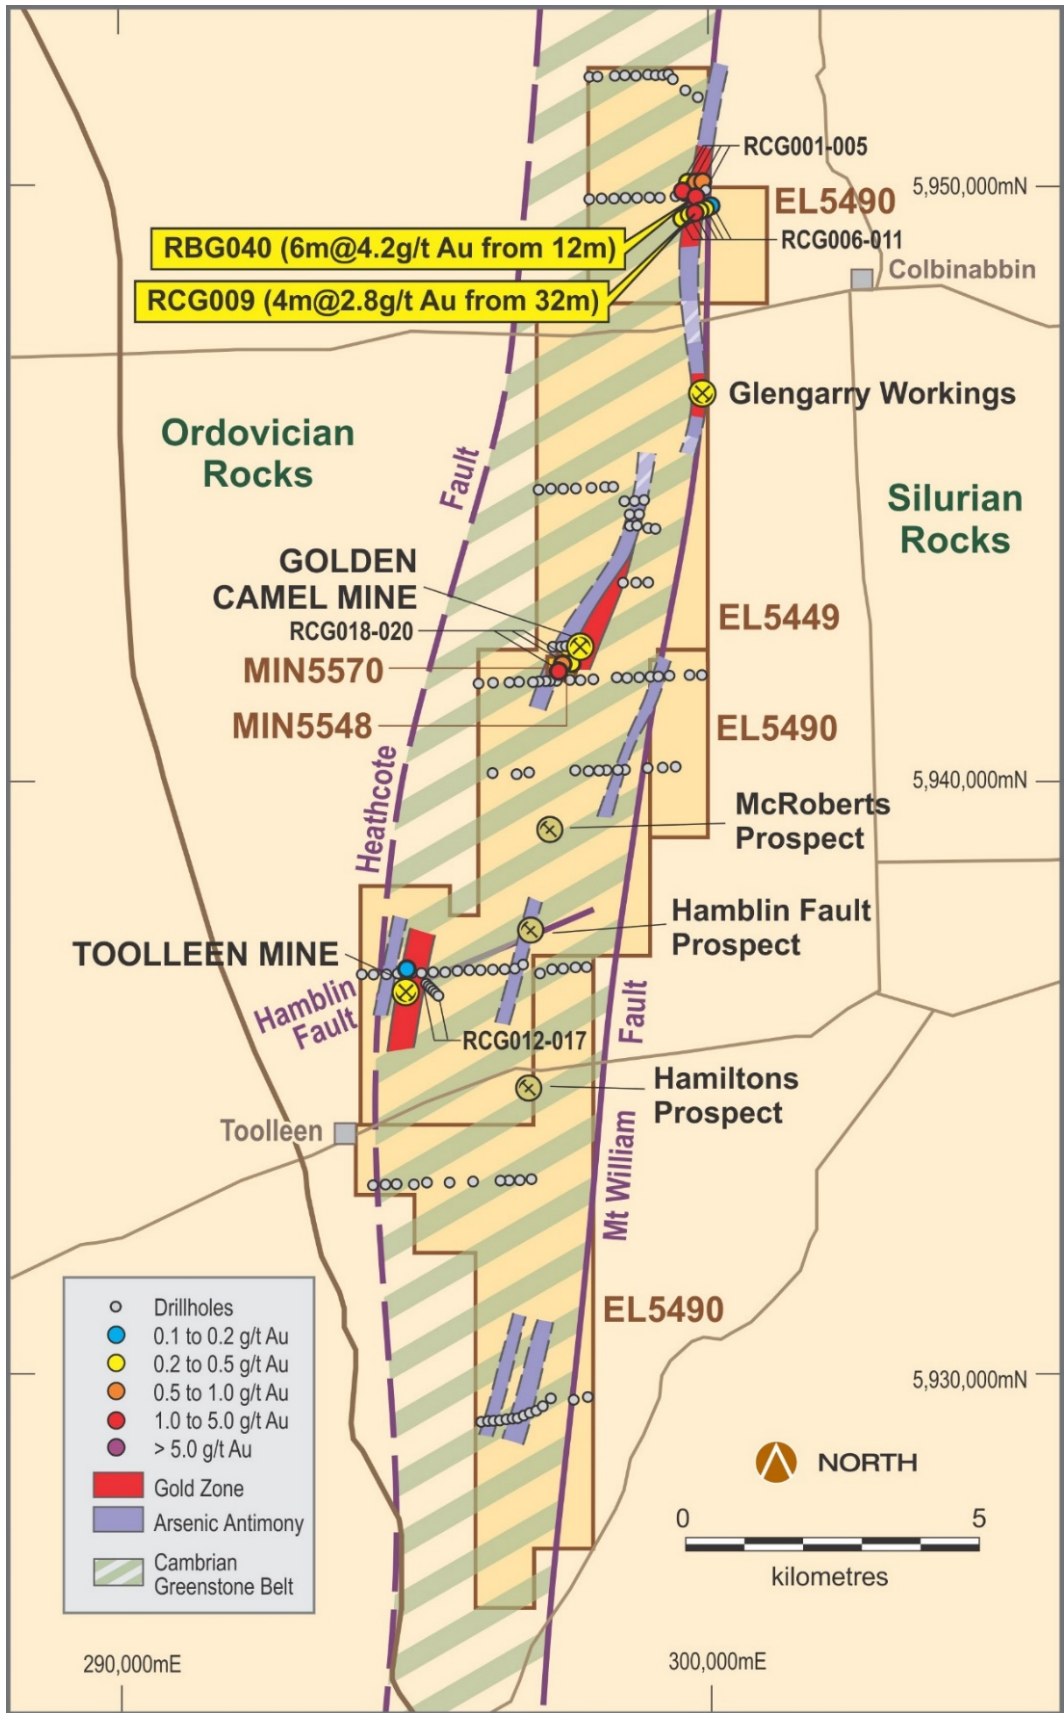 RCG001-005
5,950,000mN
EL5490
RBG040 (6m@4.2g/t Au from 12m)
RCG006-011
Colbinabbin
RCG009 (4m@2.8g/t Au from 32m)
Glengarry Workings
Ordovician
Rocks
Fault
Silurian
Rocks
GOLDEN
CAMEL MINE
RCG018-020
EL5449
MIN5570
MIN5548
EL5490
Heathcote
5,940,000mN
McRoberts
Prospect
Hamblin Fault
Prospect
TOOLLEEN MINE
Hamblin
Fault
RCG012-017
Fault
Hamiltons
Prospect
Toolleen
Mt William
EL5490
Drillholes
0.1 to 0.2 g/t Au
0.2 to 0.5 g/t Au
0.5 to 1.0 g/t Au
1.0 to 5.0 g/t Au
> 5.0 g/t Au
Gold Zone
Arsenic Antimony
Cambrian
Greenstone Belt
5,930,000mN
NORTH
0 5
kilometres
290,000mE
300,000mE